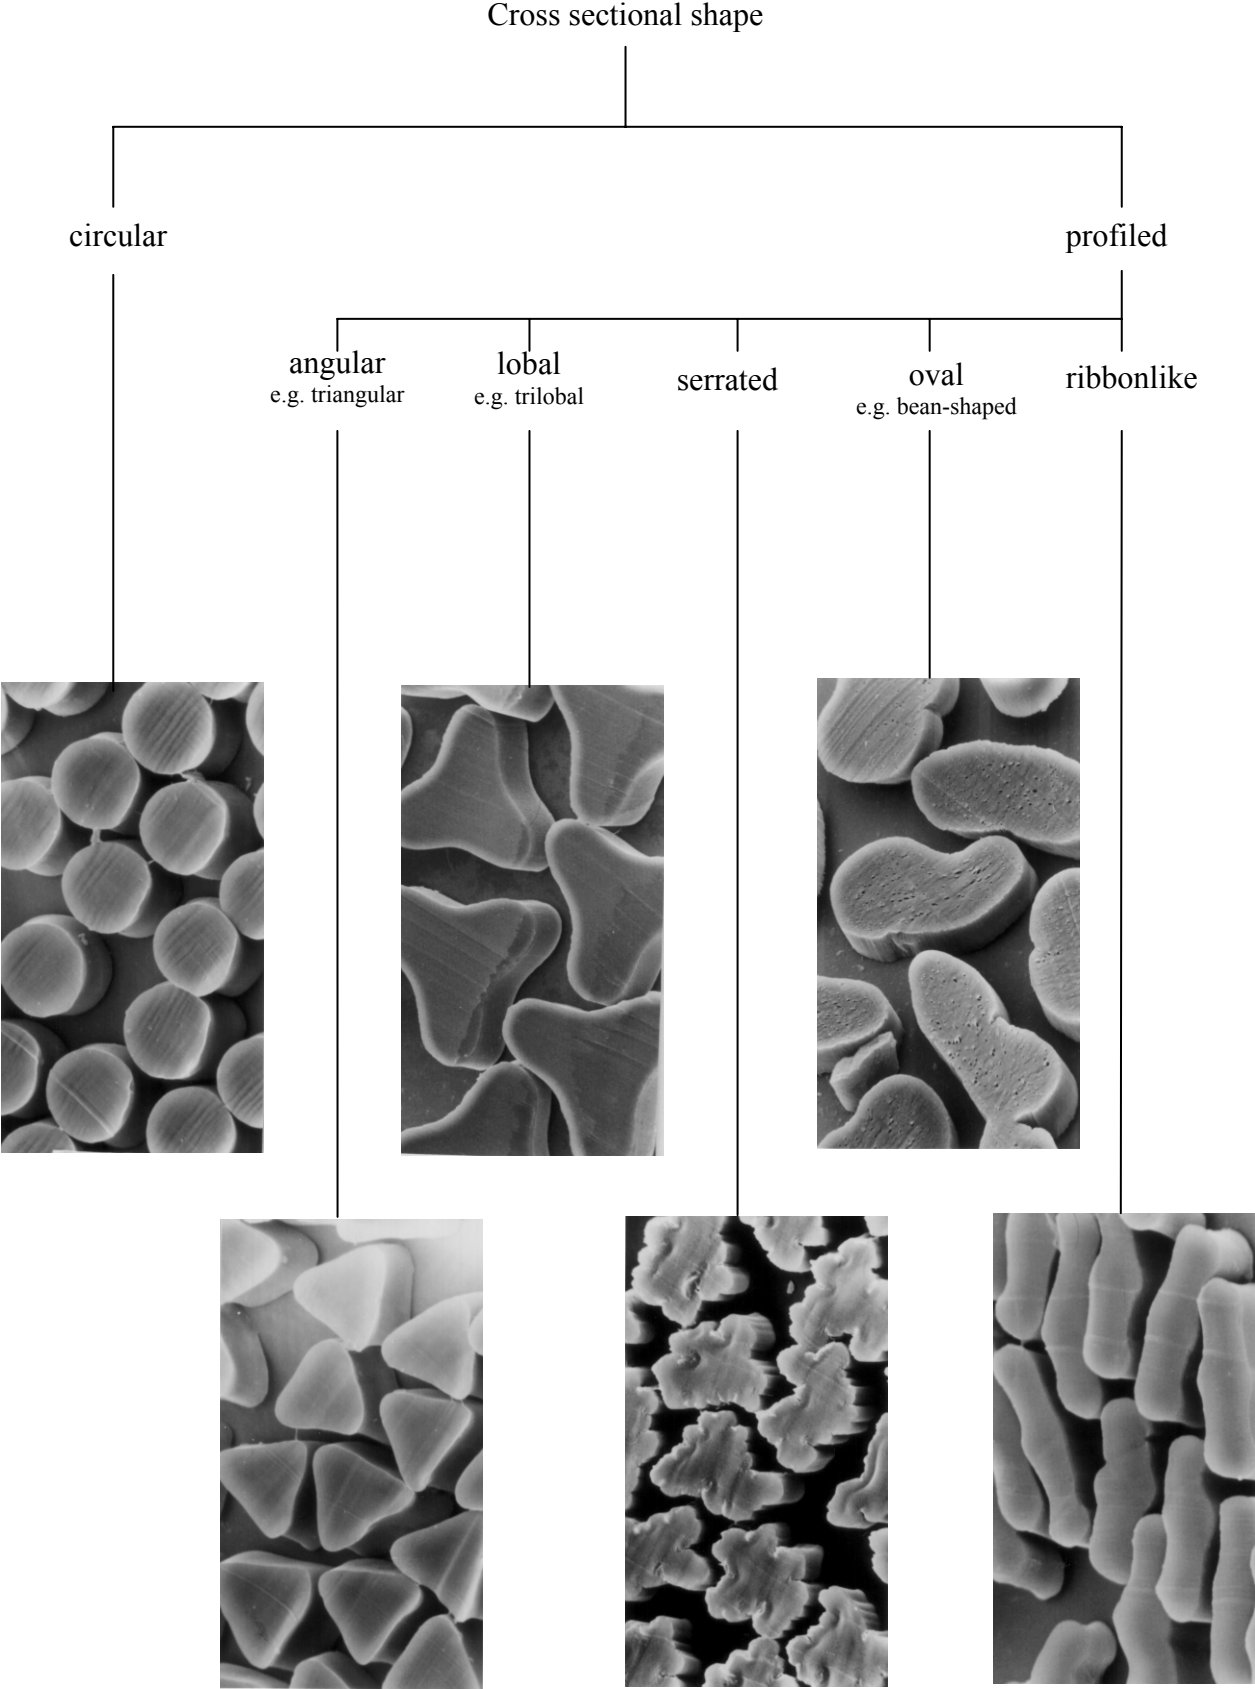 Cross sectional shape
circular
profiled
angular
e.g. triangular
lobal
e.g. trilobal
serrated
oval
e.g. bean-shaped
ribbonlike